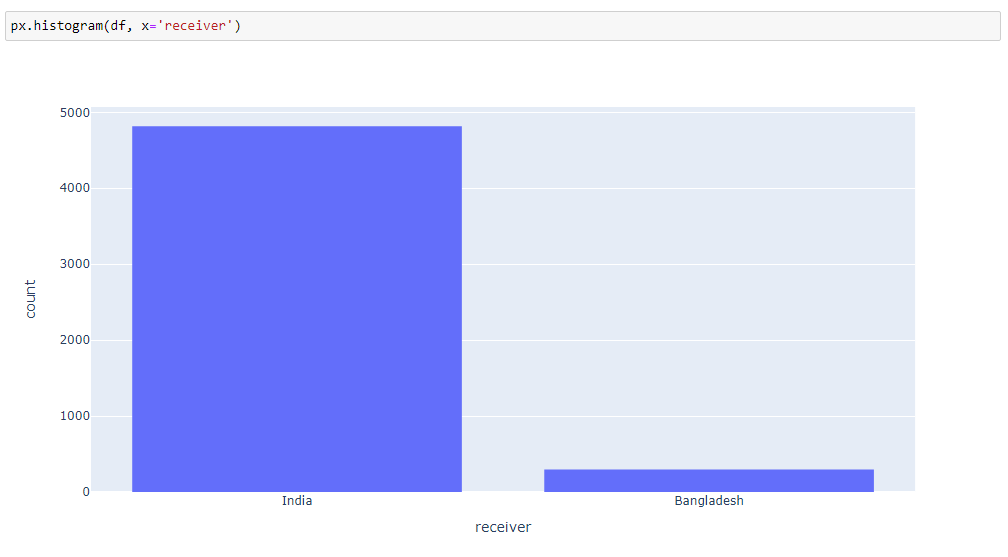 px.histogram(df, x='receiver')
5000
4000
3000
2000
1000
0
count
India Bangladesh
receiver